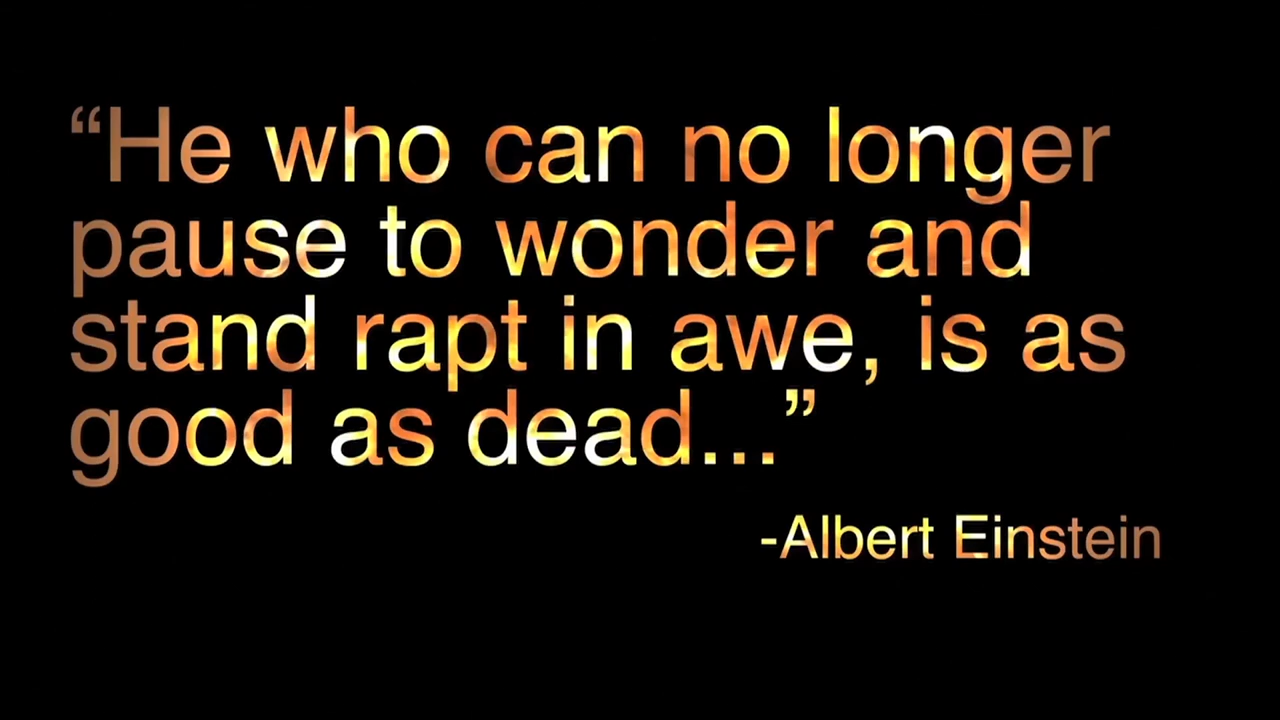 “He who can no longer
pause to wonder and
stand rapt in awe, is as
good as dead...”
-Albert Einstein